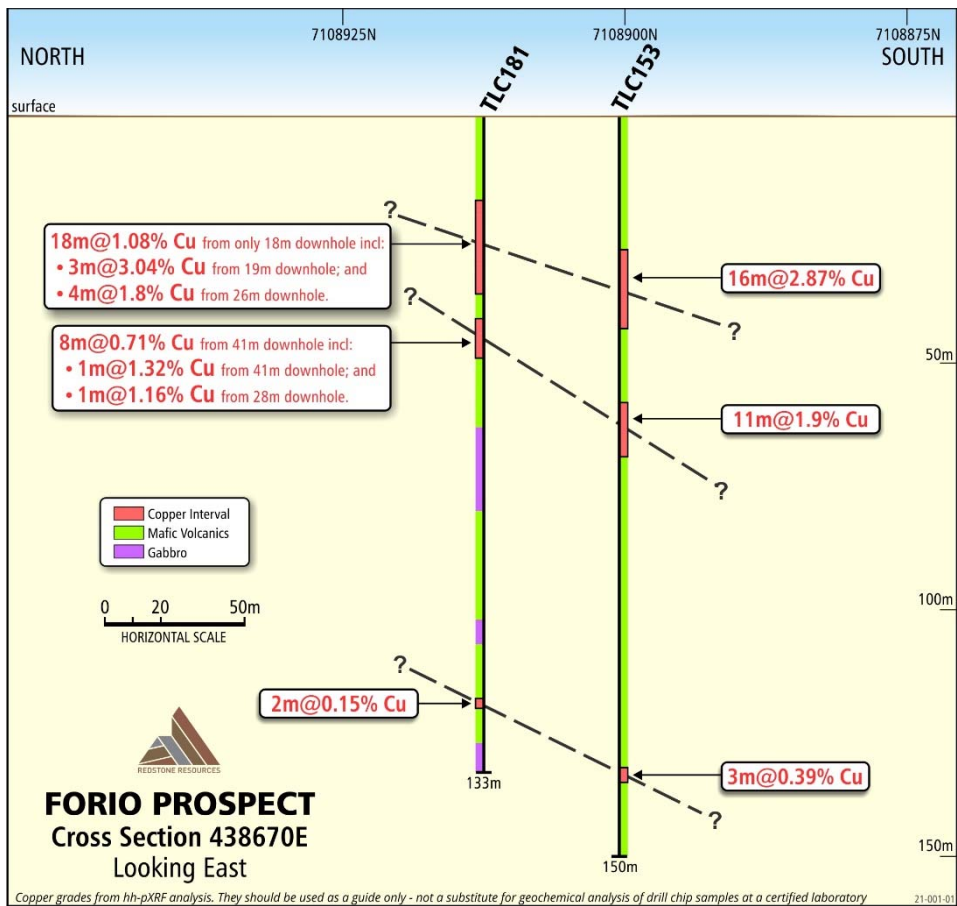 7108925N
7108900N
7108875N
NORTH
SOUTH
TLC181
TLC153
surface
?
18m@1.08% Cu from only 18m downhole incl:
• 3m@3.04% Cu from 19m downhole; and
• 4m@1.8% Cu from 26m downhole.
16m@2.87% Cu
?
?
8m@0.71% Cu from 41m downhole incl:
• 1m@1.32% Cu from 41m downhole; and
• 1m@1.16% Cu from 28m downhole.
50m
11m@1.9% Cu
?
Copper Interval
Mafic Volcanics
Gabbro
0 20 50m
HORIZONTAL SCALE
100m
?
2m@0.15% Cu
3m@0.39% Cu
REDSTONE RESOURCES
133m
?
FORIO PROSPECT
Cross Section 438670E
Looking East
150m
150m
Copper grades from hh-pXRF analysis. They should be used as a guide only - not a substitute for geochemical analysis of drill chip samples at a certified laboratory
21-001-01